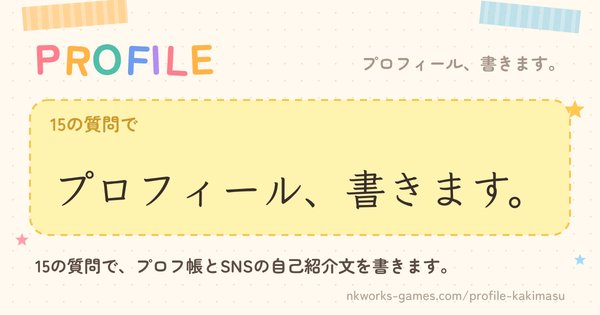 PROFILE
プロフィール、書きます。
15の質問で
プロフィール、書きます。
15の質問で、プロフ帳とSNSの自己紹介文を書きます。
nkworks-games.com/profile-kakimasu